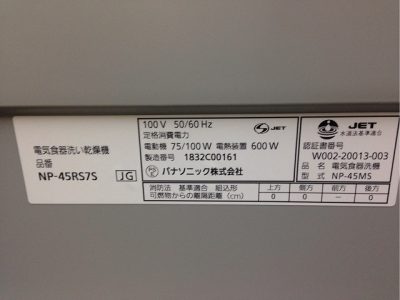 電気食器洗い乾燥機
品番
NP-45RS7S JG
100V 50/60Hz
定格消費電力
電動機 75/100W 電熱装置 600W
製造番号 1832C00161
パナソニック株式会社
S JET
JET
水道法基準適合
認証書番号
W002-20013-003
品名 電気食器洗機
型式 NP-45MS
消防法 基準適合 組込形
可燃物からの離隔距離(cm)
上方 側方 前方 後方
0 0 - 0